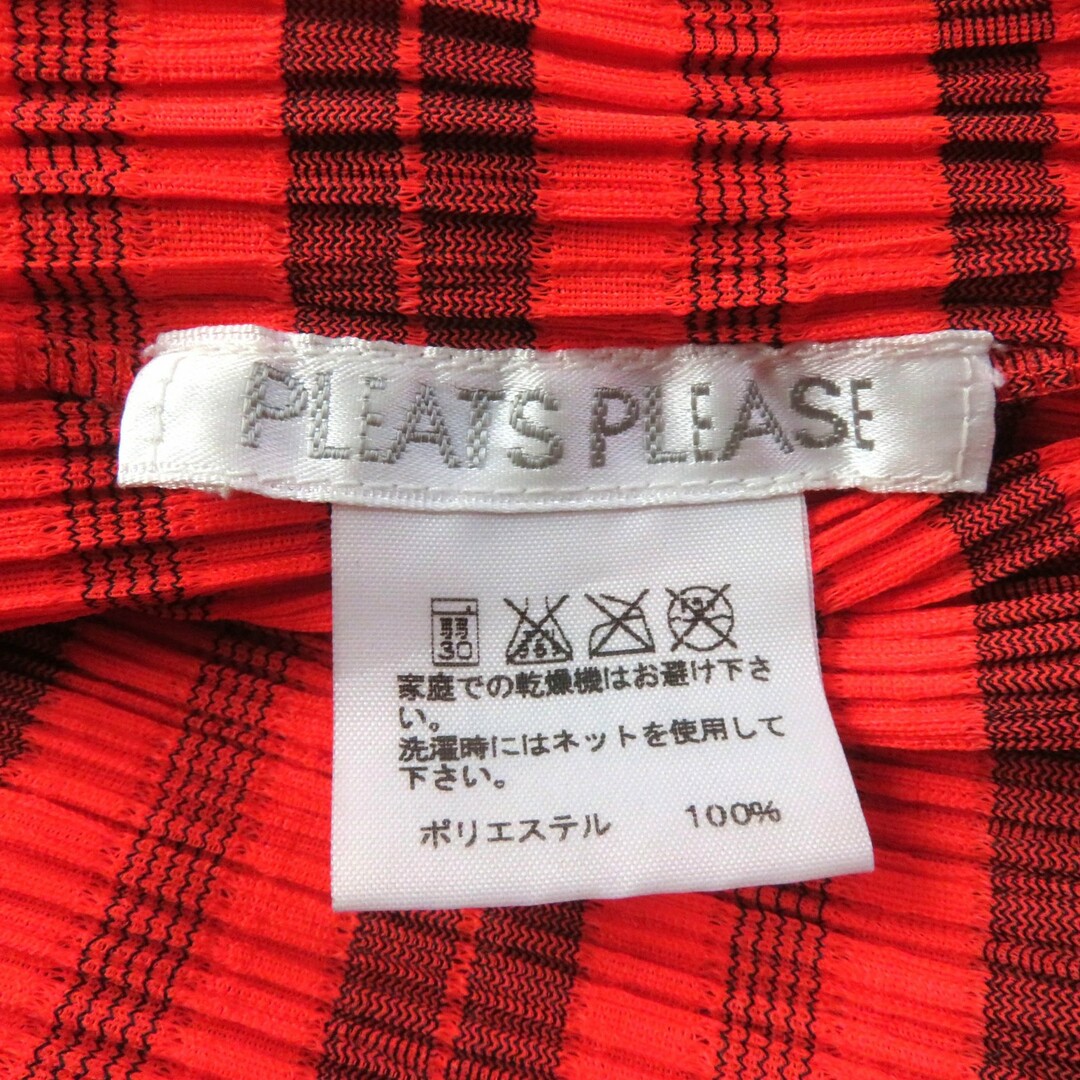 PLEATS PLEASE
弱
30
家庭での乾燥機はお避け下さ
い。
洗濯時にはネットを使用して
下さい。
ポリエステル 100%